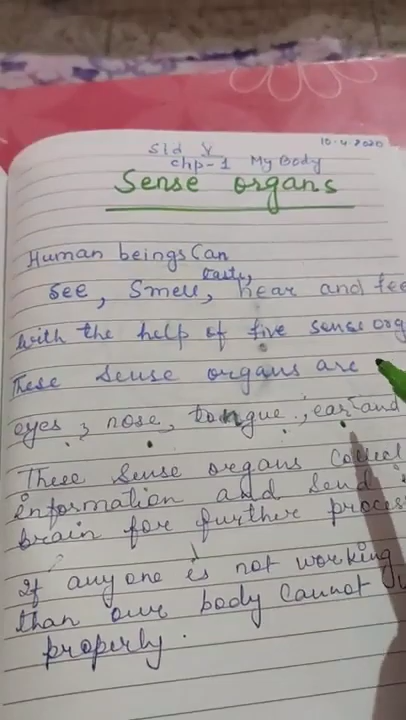 10.4.2020
Std V
Chp-1 My Body
Sense organs
Human beings Can
taste,
See, Smell, hear and fee
with the help of five sense org
These Sense organs are
eyes, nose, tongue, ear and
These Sense organs Collect
information and Send
brain for further process
If any one is not working
than our body Cannot
properly.